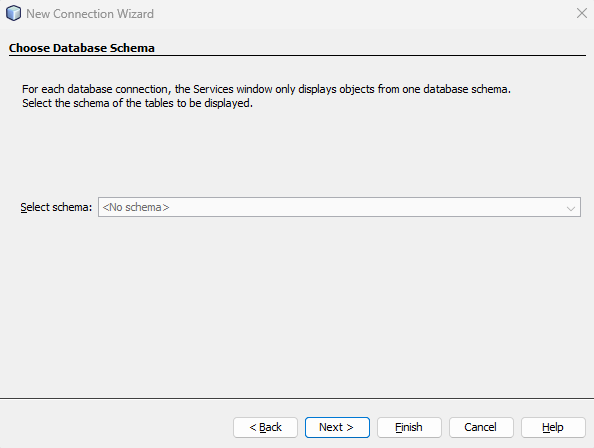 New Connection Wizard
Choose Database Schema
For each database connection, the Services window only displays objects from one database schema.
Select the schema of the tables to be displayed.
Select schema: <No schema>
< Back Next > Finish Cancel Help